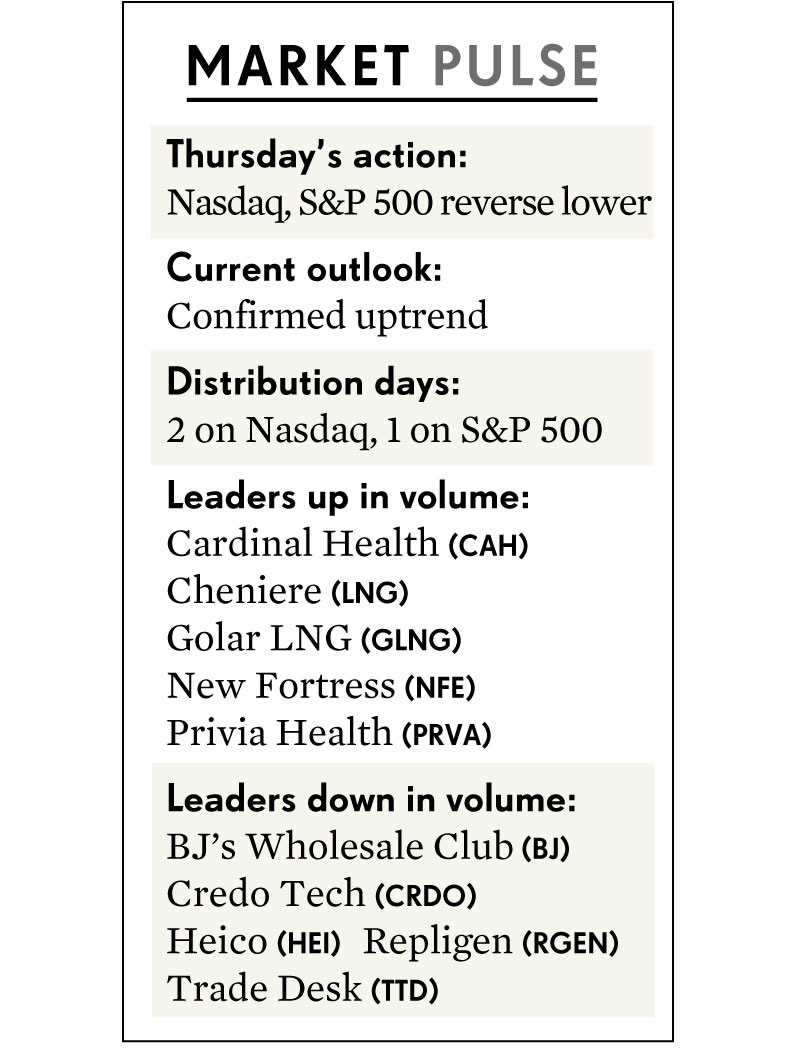 MARKET PULSE
Thursday’s action:
Nasdaq, S&P 500 reverse lower
Current outlook:
Confirmed uptrend
Distribution days:
2 on Nasdaq, 1 on S&P 500
Leaders up in volume:
Cardinal Health (CAH)
Cheniere (LNG)
Golar LNG (GLNG)
New Fortress (NFE)
Privia Health (PRVA)
Leaders down in volume:
BJ’s Wholesale Club (BJ)
Credo Tech (CRDO)
Heico (HEI) Repligen (RGEN)
Trade Desk (TTD)